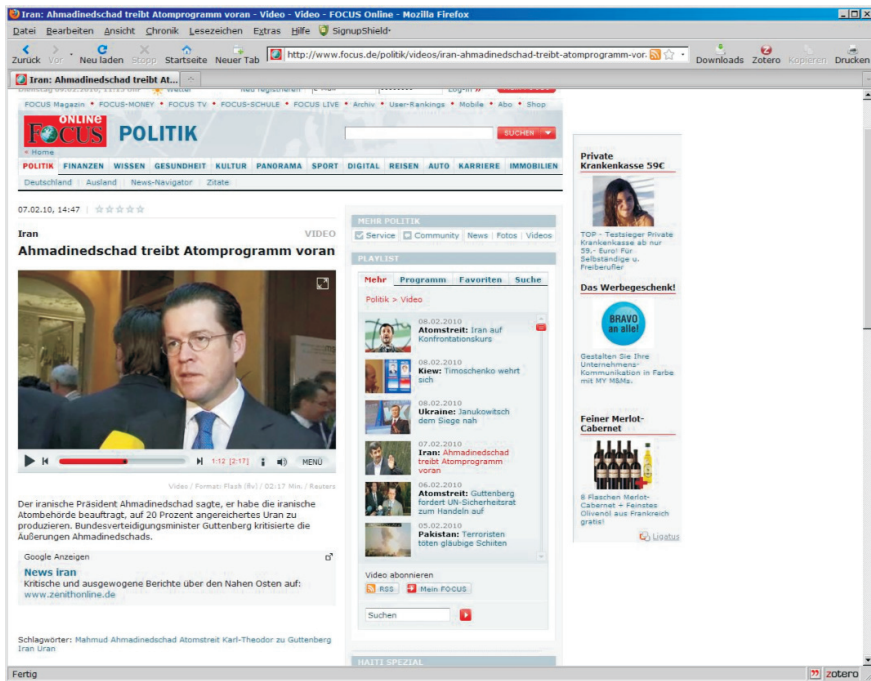 Iran: Ahmadinedschad treibt Atomprogramm voran - Video - Video - FOCUS Online - Mozilla Firefox
Datei Bearbeiten Ansicht Chronik Lesezeichen Extras Hilfe SignupShield
Zurück Vor Neu laden Stopp Startseite Neuer Tab http://www.focus.de/politik/videos/iran-ahmadinedschad-treibt-atomprogramm-vor. Downloads Zotero Kopieren Drucken
Iran: Ahmadinedschad treibt At...
Wetter Neu registrieren Log-in
FOCUS Magazin • FOCUS-MONEY • FOCUS TV • FOCUS-SCHULE • FOCUS LIVE • Archiv • User-Rankings • Mobile • Abo • Shop
ONLINE
FOCUS POLITIK
SUCHEN
Home
POLITIK FINANZEN WISSEN GESUNDHEIT KULTUR PANORAMA SPORT DIGITAL REISEN AUTO KARRIERE IMMOBILIEN
Deutschland Ausland News-Navigator Zitate
07.02.10, 14:47
Iran VIDEO
Ahmadinedschad treibt Atomprogramm voran
1:12 [2:17] MENÜ
Video / Format: Flash (flv) / 02:17 Min. / Reuters
Der iranische Präsident Ahmadinedschad sagte, er habe die iranische
Atombehörde beauftragt, auf 20 Prozent angereichertes Uran zu
produzieren. Bundesverteidigungsminister Guttenberg kritisierte die
Äußerungen Ahmadinedschads.
Google Anzeigen
News iran
Kritische und ausgewogene Berichte über den Nahen Osten auf:
www.zenithonline.de
Schlagwörter: Mahmud Ahmadinedschad Atomstreit Karl-Theodor zu Guttenberg
Iran Uran
MEHR POLITIK
Service Community News Fotos Videos
PLAYLIST
Mehr Programm Favoriten Suche
Politik > Video
08.02.2010
Atomstreit: Iran auf
Konfrontationskurs
08.02.2010
Kiew: Timoschenko wehrt
sich
08.02.2010
Ukraine: Janukowitsch
dem Siege nah
07.02.2010
Iran: Ahmadinedschad
treibt Atomprogramm
voran
06.02.2010
Atomstreit: Guttenberg
fordert UN-Sicherheitsrat
zum Handeln auf
05.02.2010
Pakistan: Terroristen
töten gläubige Schiiten
Video abonnieren
RSS Mein FOCUS
Suchen
HAITI SPEZIAL
Private
Krankenkasse 59€
TOP - Testsieger Private
Krankenkasse ab nur
59,- Euro! Für
Selbständige u.
Freiberufler
Das Werbegeschenk!
BRAVO
an alle!
Gestalten Sie Ihre
Unternehmens-
Kommunikation in Farbe
mit MY M&Ms.
Feiner Merlot-
Cabernet
8 Flaschen Merlot-
Cabernet + Feinstes
Olivenöl aus Frankreich
gratis!
Ligatus
Fertig zotero